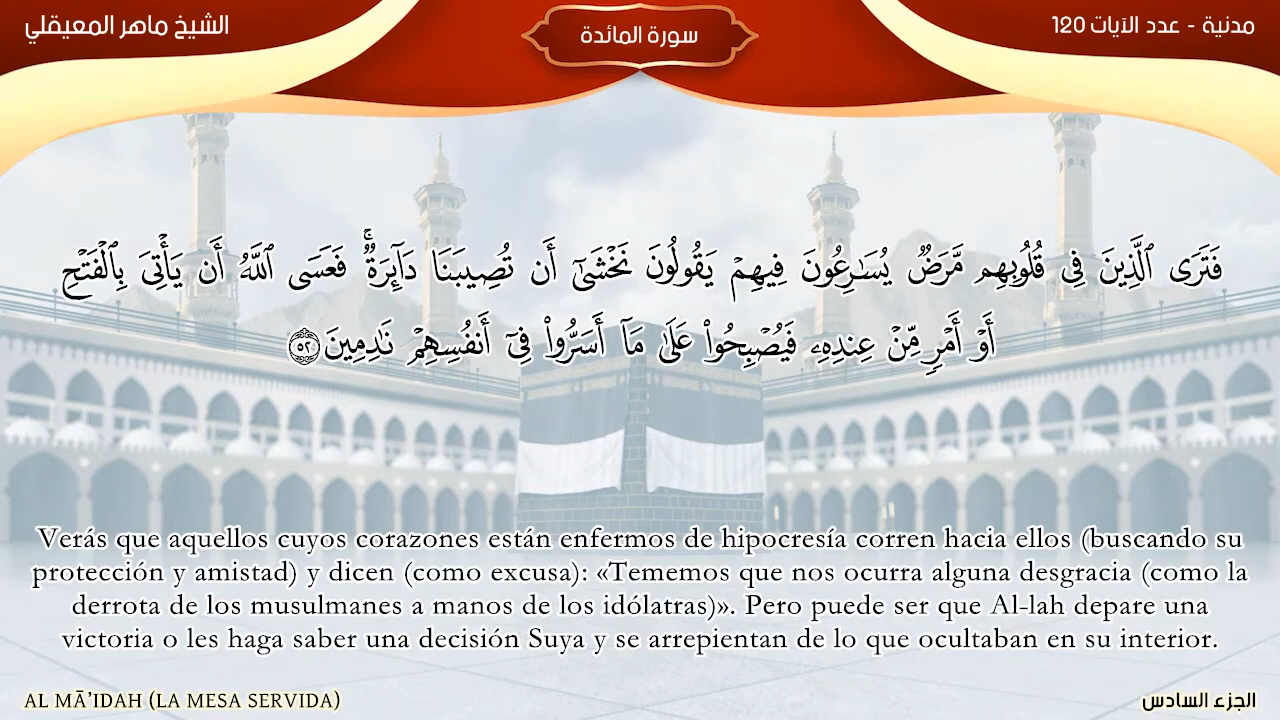 مدنية - عدد الآيات 120
سورة المائدة
الشيخ ماهر المعيقلي
فَتَرَى ٱلَّذِينَ فِى قُلُوبِهِم مَّرَضٌ يُسَـٰرِعُونَ فِيهِمْ يَقُولُونَ نَخْشَىٰٓ أَن تُصِيبَنَا دَآئِرَةٌۚ فَعَسَى ٱللَّهُ أَن يَأْتِىَ بِٱلْفَتْحِ
أَوْ أَمْرٍ مِّنْ عِندِهِۦ فَيُصْبِحُوا۟ عَلَىٰ مَآ أَسَرُّوا۟ فِىٓ أَنفُسِهِمْ نَـٰدِمِينَ ٥٢
Verás que aquellos cuyos corazones están enfermos de hipocresía corren hacia ellos (buscando su
protección y amistad) y dicen (como excusa): «Tememos que nos ocurra alguna desgracia (como la
derrota de los musulmanes a manos de los idólatras)». Pero puede ser que Al-lah depare una
victoria o les haga saber una decisión Suya y se arrepientan de lo que ocultaban en su interior.
AL MĀ’IDAH (LA MESA SERVIDA)
الجزء السادس